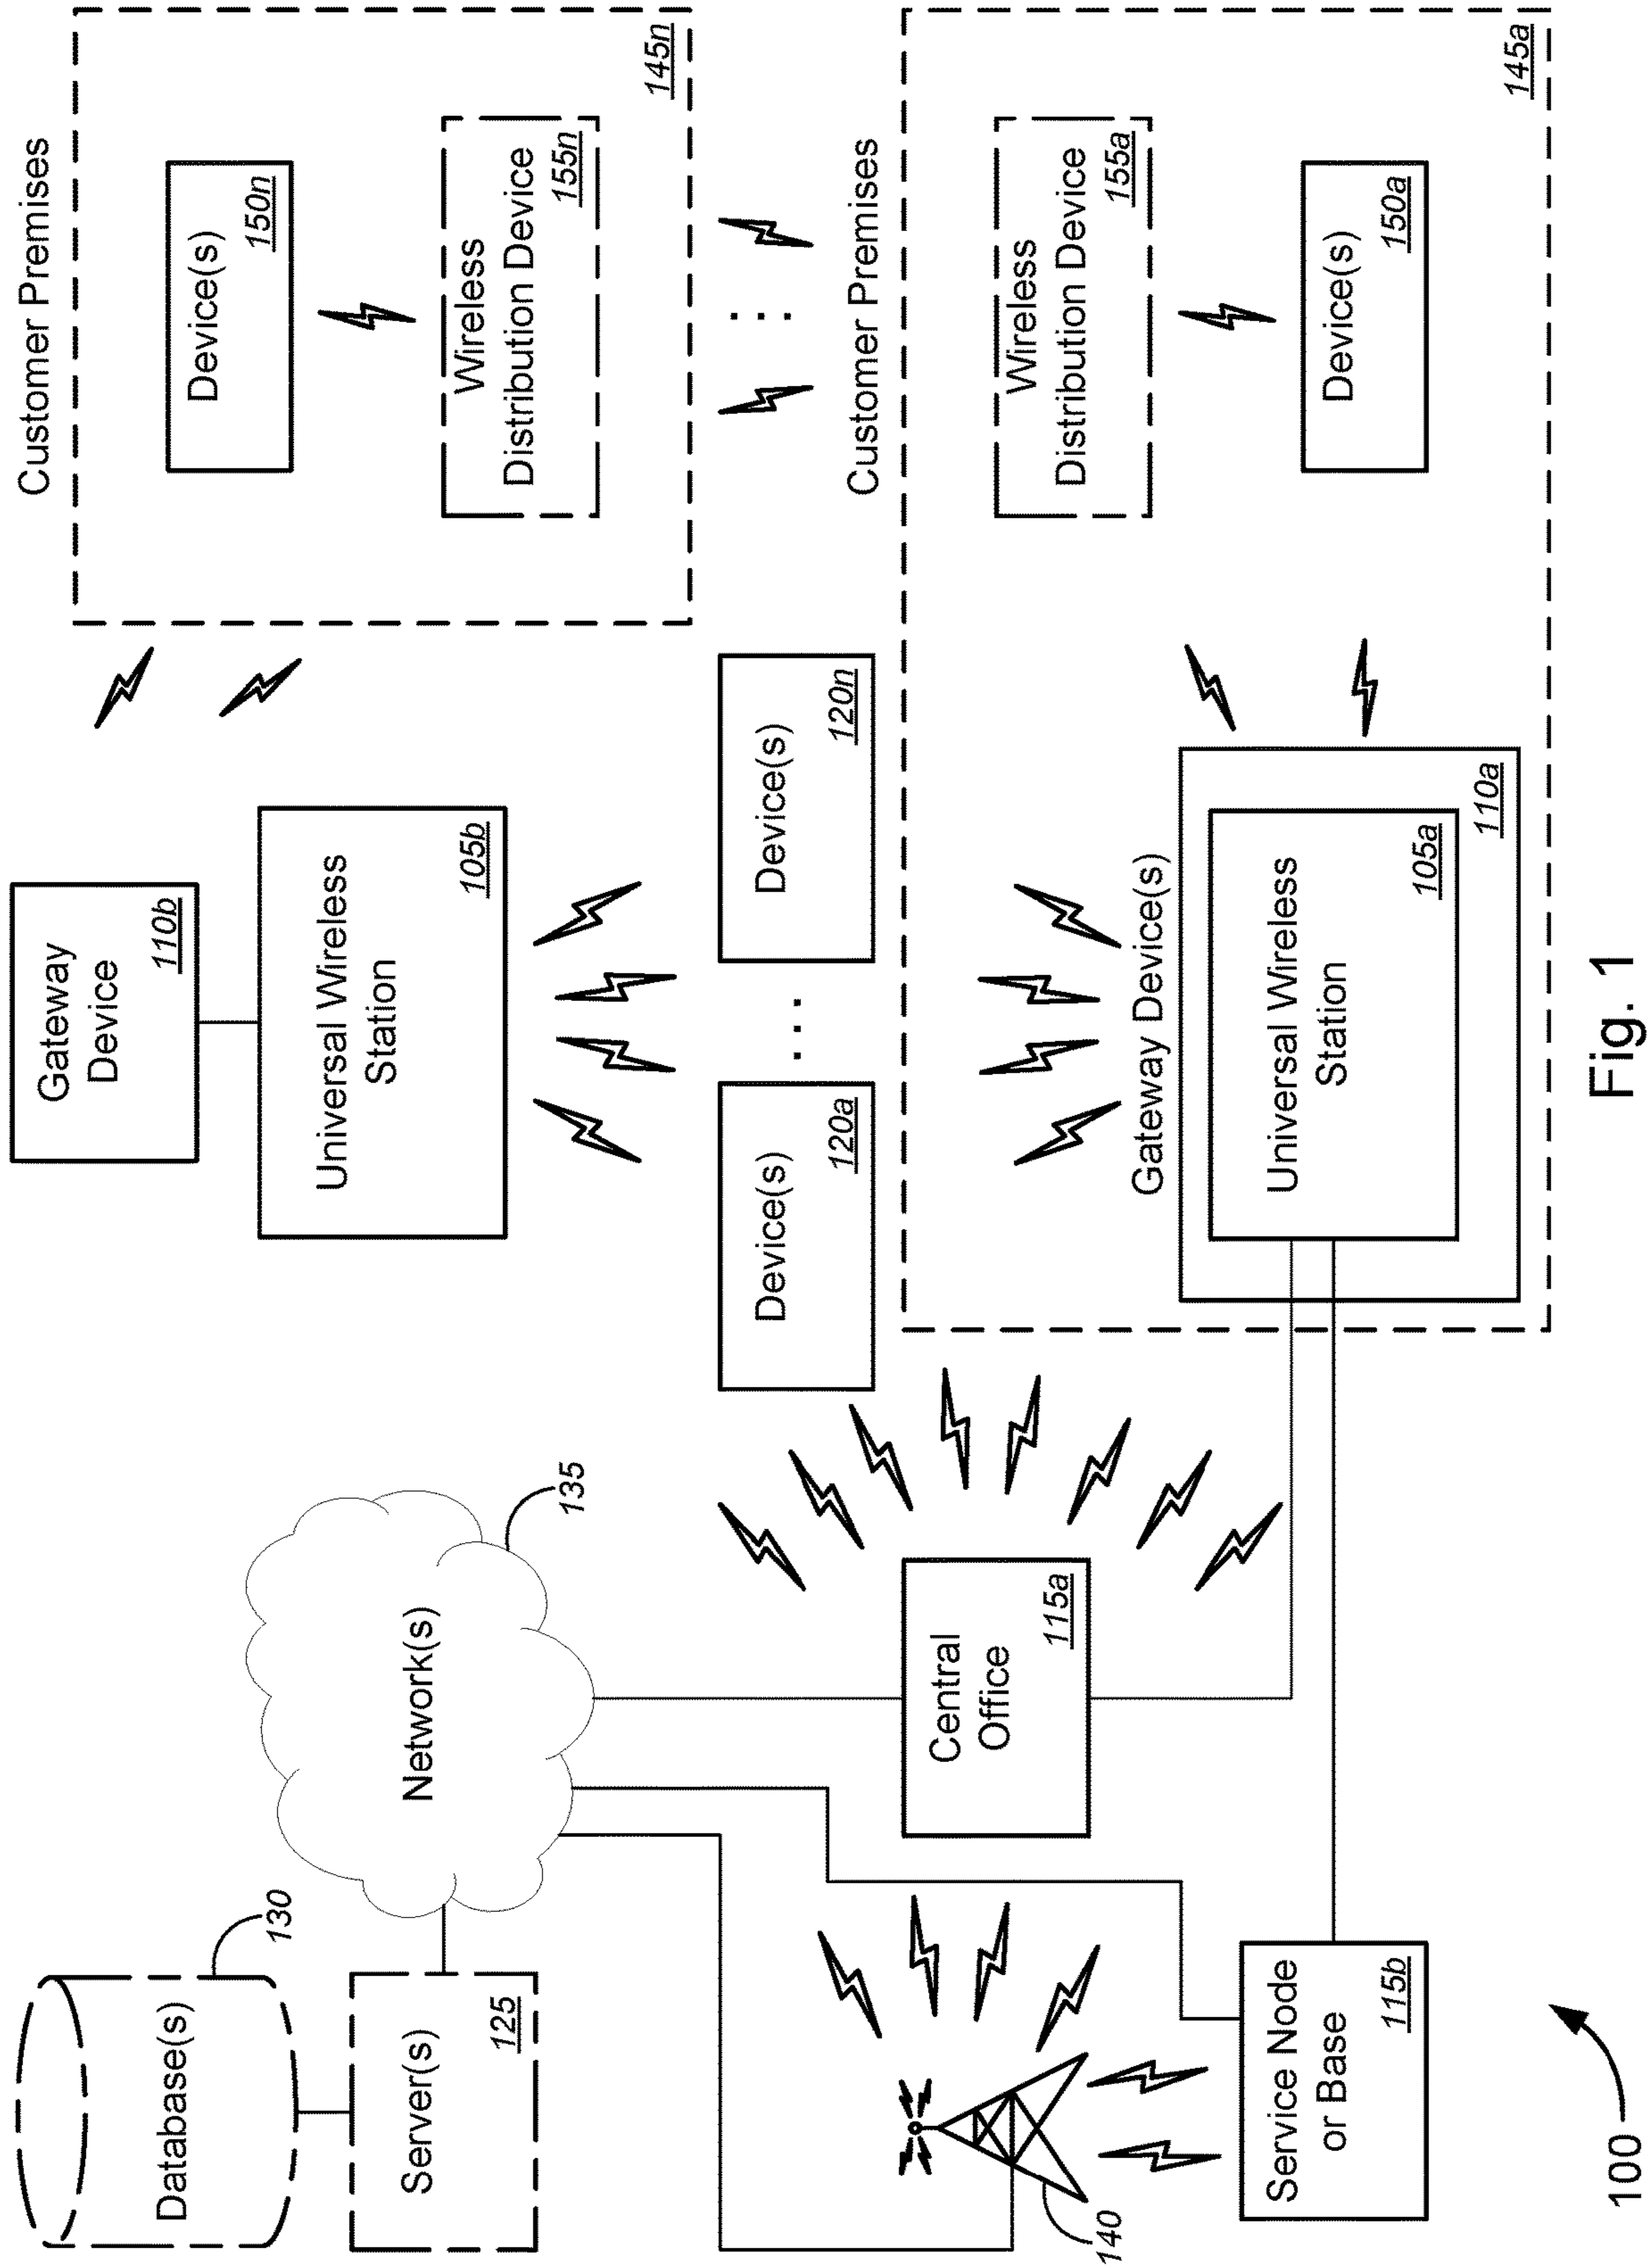 Database(s)
130
Server(s)
125
Network(s)
135
Gateway
Device
110b
Universal Wireless
Station
105b
Customer Premises
Device(s)
150n
Wireless
Distribution Device
155n
145n
Device(s)
120a
. . .
Device(s)
120n
. . .
140
Central
Office
115a
Service Node
or Base
115b
Customer Premises
Wireless
Distribution Device
155a
Device(s)
150a
Gateway Device(s)
Universal Wireless
Station
105a
110a
145a
100
Fig. 1